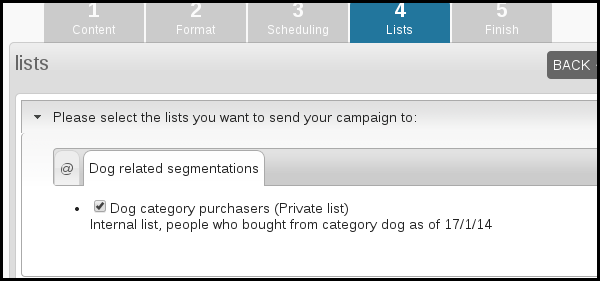 1 2 3 4 5
Content Format Scheduling Lists Finish
lists
BACK
Please select the lists you want to send your campaign to:
@ Dog related segmentations
Dog category purchasers (Private list)
Internal list, people who bought from category dog as of 17/1/14